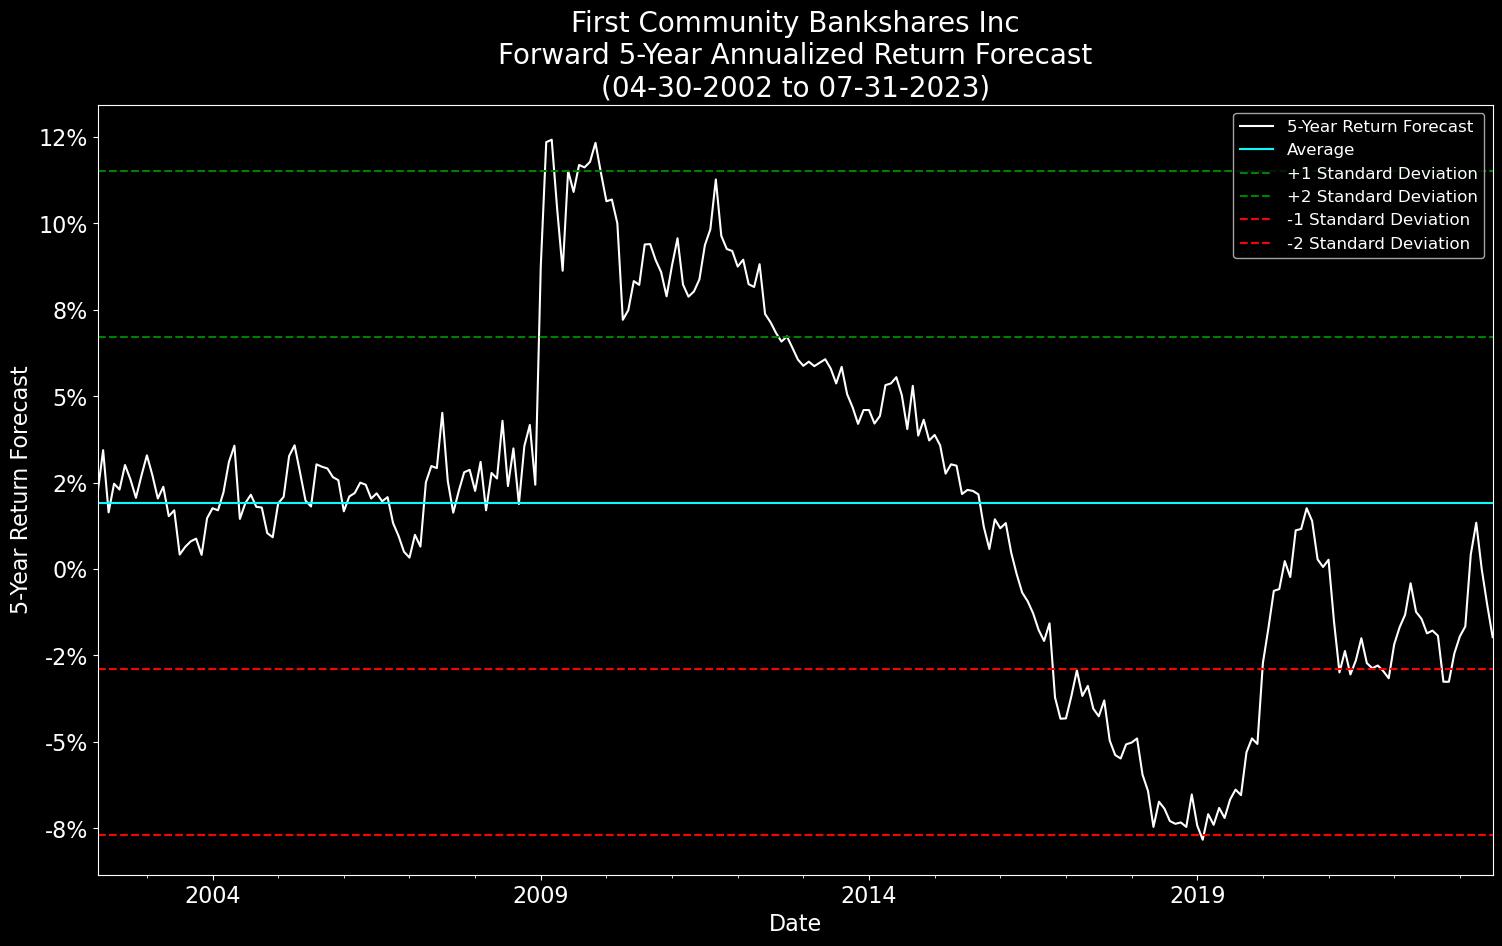 First Community Bankshares Inc
Forward 5-Year Annualized Return Forecast
(04-30-2002 to 07-31-2023)
5-Year Return Forecast
Average
+1 Standard Deviation
+2 Standard Deviation
-1 Standard Deviation
-2 Standard Deviation
12%
10%
8%
5%
2%
0%
-2%
-5%
-8%
5-Year Return Forecast
2004
2009
2014
2019
Date